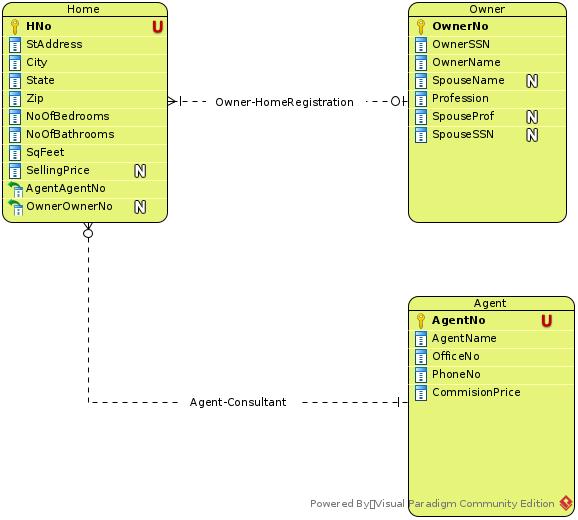 Home
HNo U
StAddress
City
State
Zip
NoOfBedrooms
NoOfBathrooms
SqFeet
SellingPrice N
AgentAgentNo
OwnerOwnerNo N
Owner-HomeRegistration
Owner
OwnerNo
OwnerSSN
OwnerName
SpouseName N
Profession
SpouseProf N
SpouseSSN N
Agent-Consultant
Agent
AgentNo U
AgentName
OfficeNo
PhoneNo
CommisionPrice
Powered By▯Visual Paradigm Community Edition